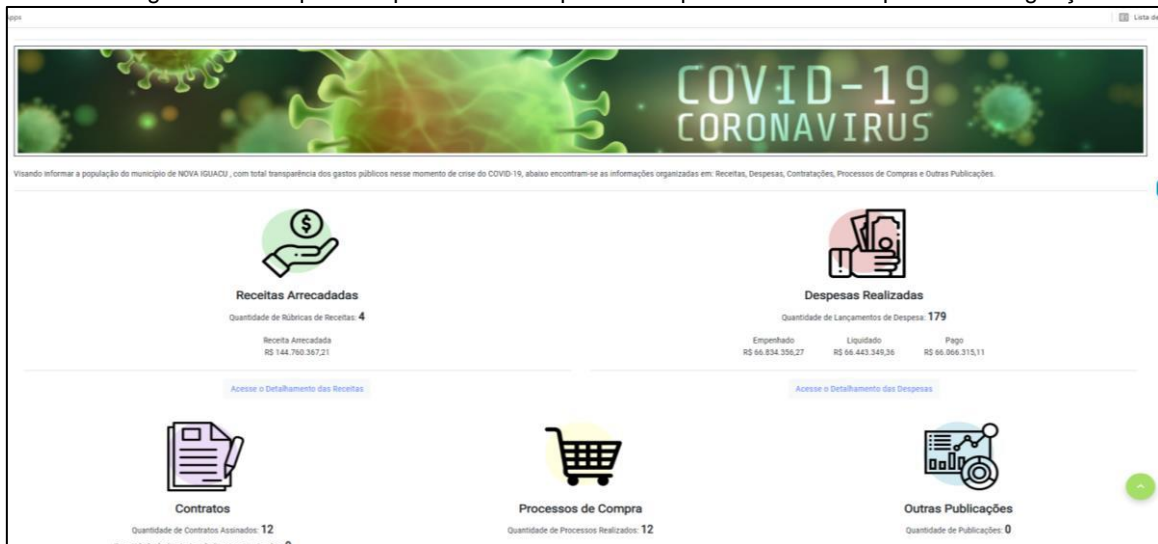 Apps
Lista de
COVID-19
CORONAVIRUS
Visando informar a população do município de NOVA IGUACU , com total transparência dos gastos públicos nesse momento de crise do COVID-19, abaixo encontram-se as informações organizadas em: Receitas, Despesas, Contratações, Processos de Compras e Outras Publicações.
Receitas Arrecadadas
Quantidade de Rúbricas de Receitas: 4
Receita Arrecadada
R$ 144.760.367,21
Acesse o Detalhamento das Receitas
Despesas Realizadas
Quantidade de Lançamentos de Despesa: 179
Empenhado Liquidado Pago
R$ 66.834.356,27 R$ 66.443.349,36 R$ 66.066.315,11
Acesse o Detalhamento das Despesas
Contratos
Quantidade de Contratos Assinados: 12
Processos de Compra
Quantidade de Processos Realizados: 12
Outras Publicações
Quantidade de Publicações: 0